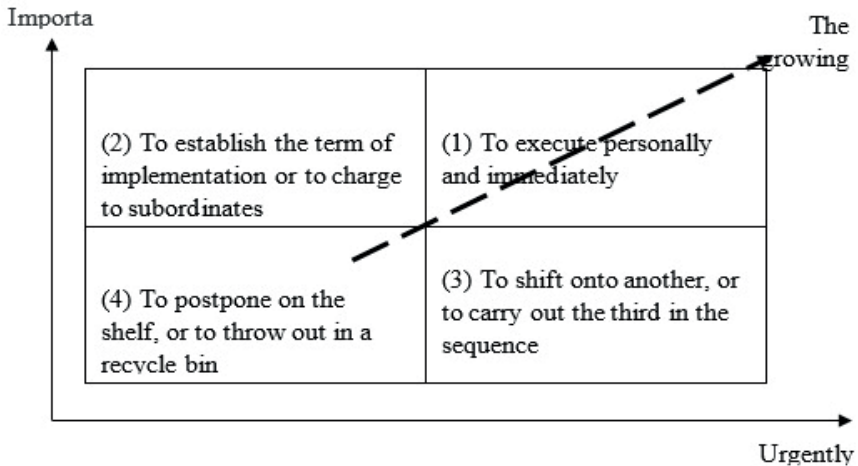 Importa
The
growing
(2) To establish the term of
implementation or to charge
to subordinates
(1) To execute personally
and immediately
(4) To postpone on the
shelf, or to throw out in a
recycle bin
(3) To shift onto another, or
to carry out the third in the
sequence
Urgently